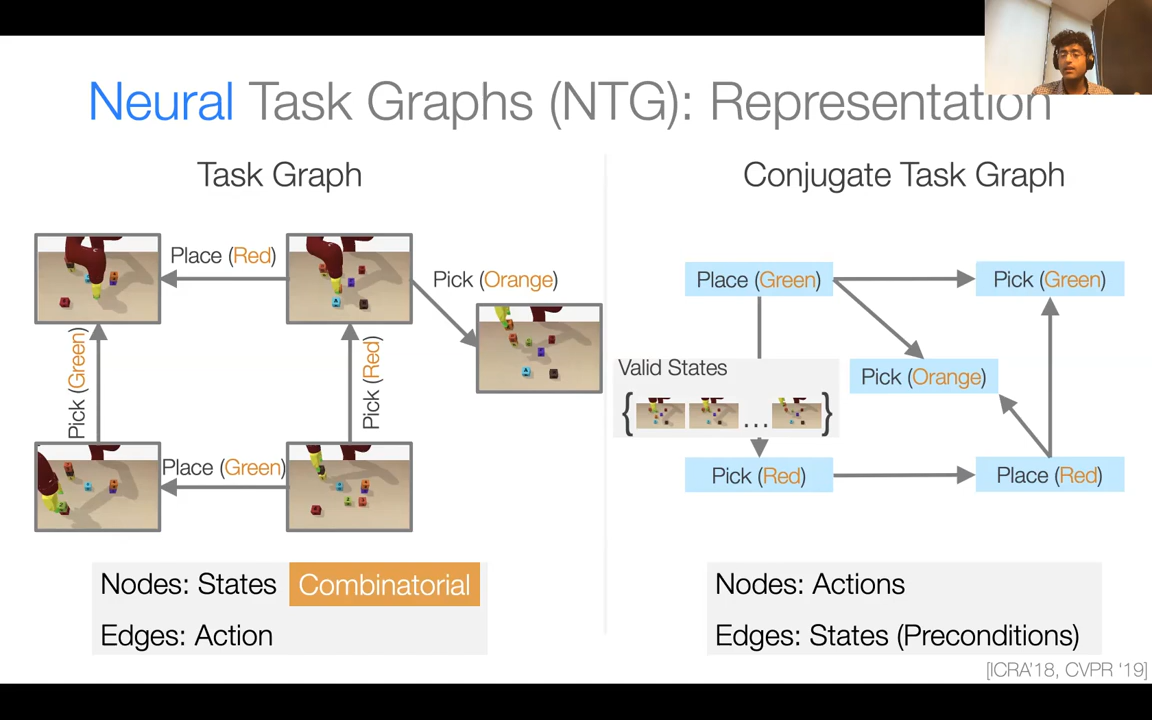 Neural Task Graphs (NTG): Representation
Task Graph
Place (Red)
Pick (Orange)
Pick (Green)
Pick (Red)
Place (Green)
Nodes: States Combinatorial
Edges: Action
Conjugate Task Graph
Place (Green)
Pick (Green)
Valid States
{ ... }
Pick (Orange)
Pick (Red)
Place (Red)
Nodes: Actions
Edges: States (Preconditions)
[ICRA'18, CVPR '19]